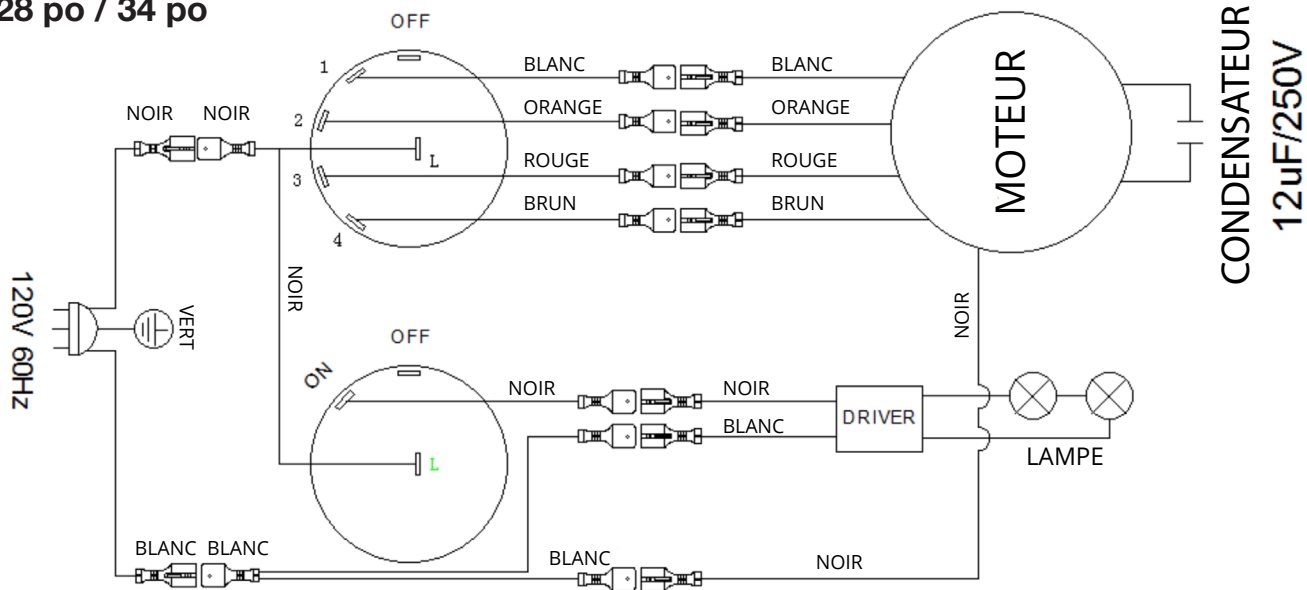 28 po / 34 po
OFF
1
2
3
4
L
NOIR NOIR
BLANC BLANC
ORANGE ORANGE
ROUGE ROUGE
BRUN BRUN
MOTEUR
CONDENSATEUR
12uF/250V
NOIR
NOIR
120V 60Hz
VERT
OFF
ON
L
NOIR NOIR
BLANC
DRIVER
LAMPE
BLANC BLANC
BLANC NOIR